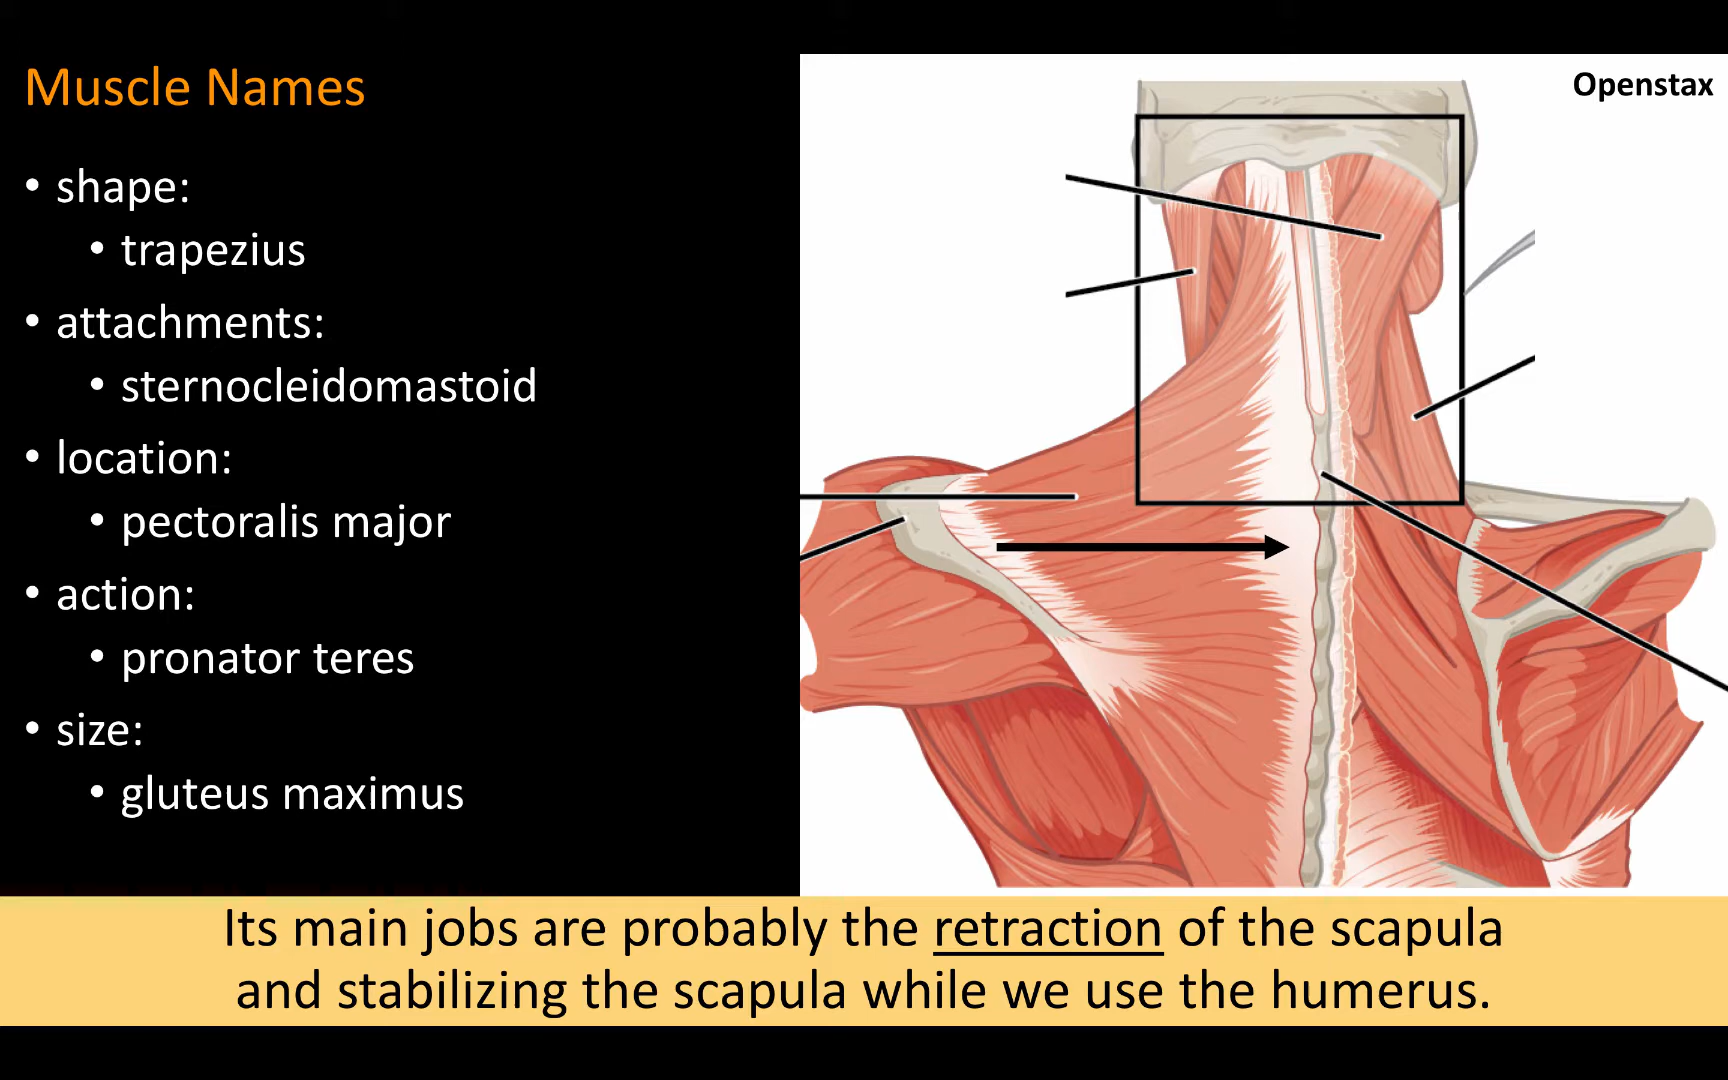 Muscle Names
• shape:
• trapezius
• attachments:
• sternocleidomastoid
• location:
• pectoralis major
• action:
• pronator teres
• size:
• gluteus maximus
Openstax
Its main jobs are probably the retraction of the scapula
and stabilizing the scapula while we use the humerus.